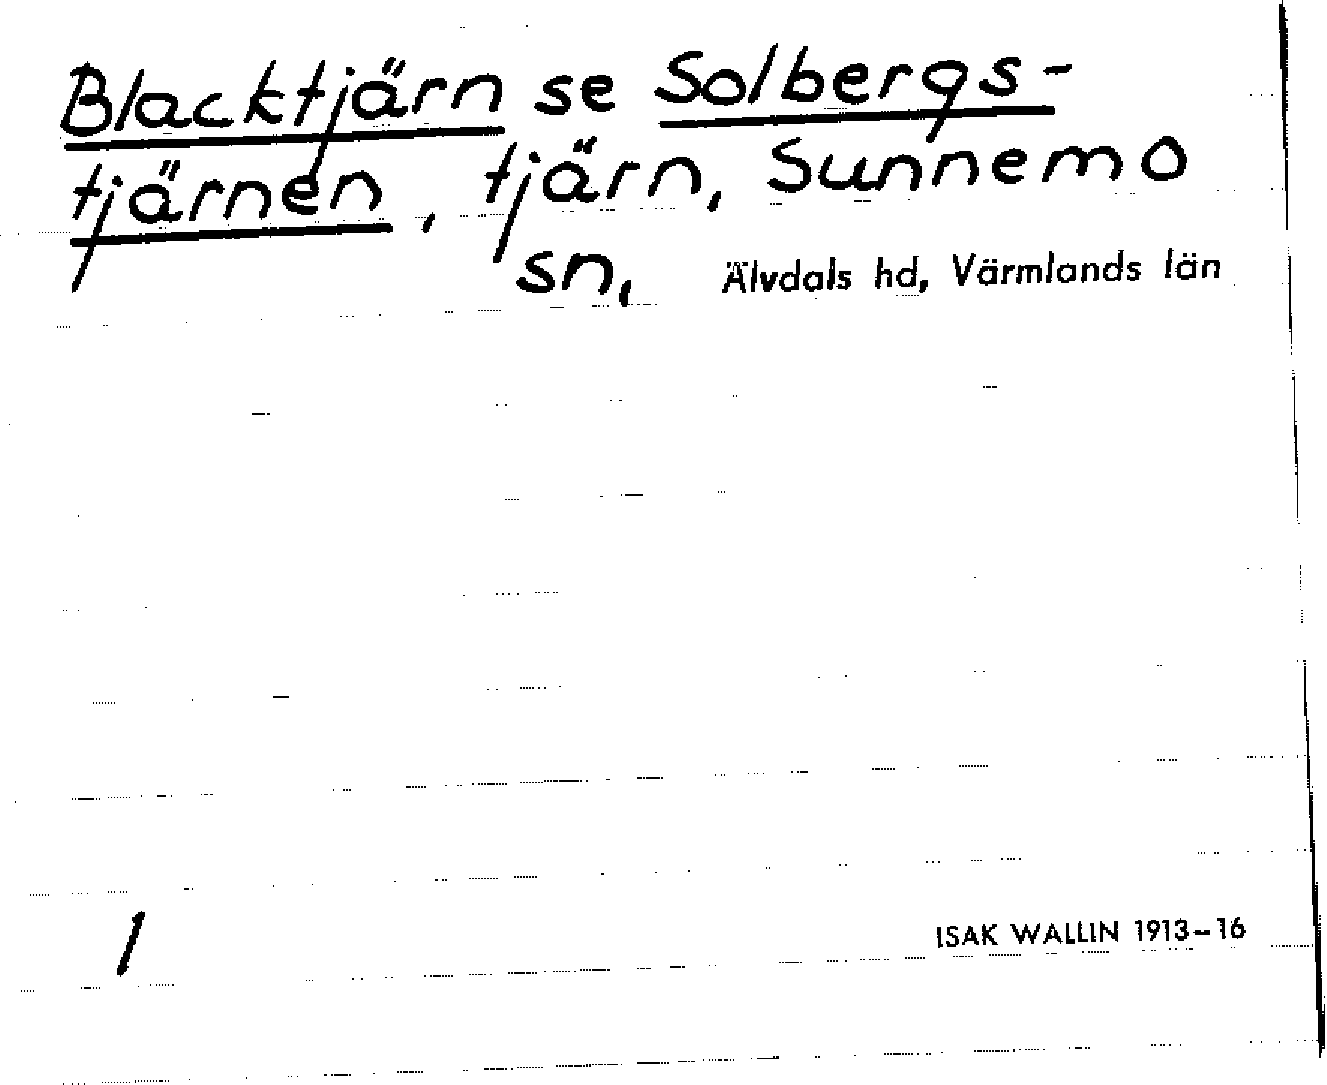 Blacktjärn se Solbergs-
tjärnen, tjärn, Sunnemo
sn, Älvdals hd, Värmlands län
1
ISAK WALLIN 1913-16